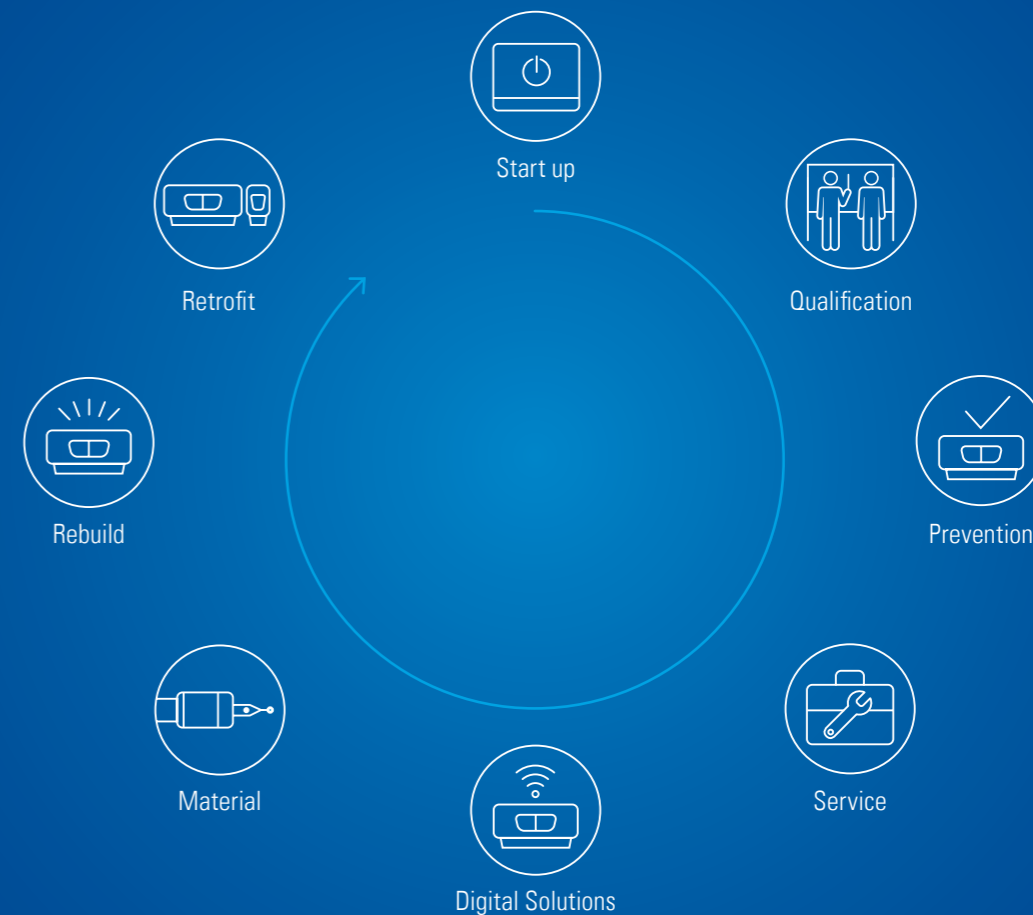 Start up
Qualification
Prevention
Service
Digital Solutions
Material
Rebuild
Retrofit